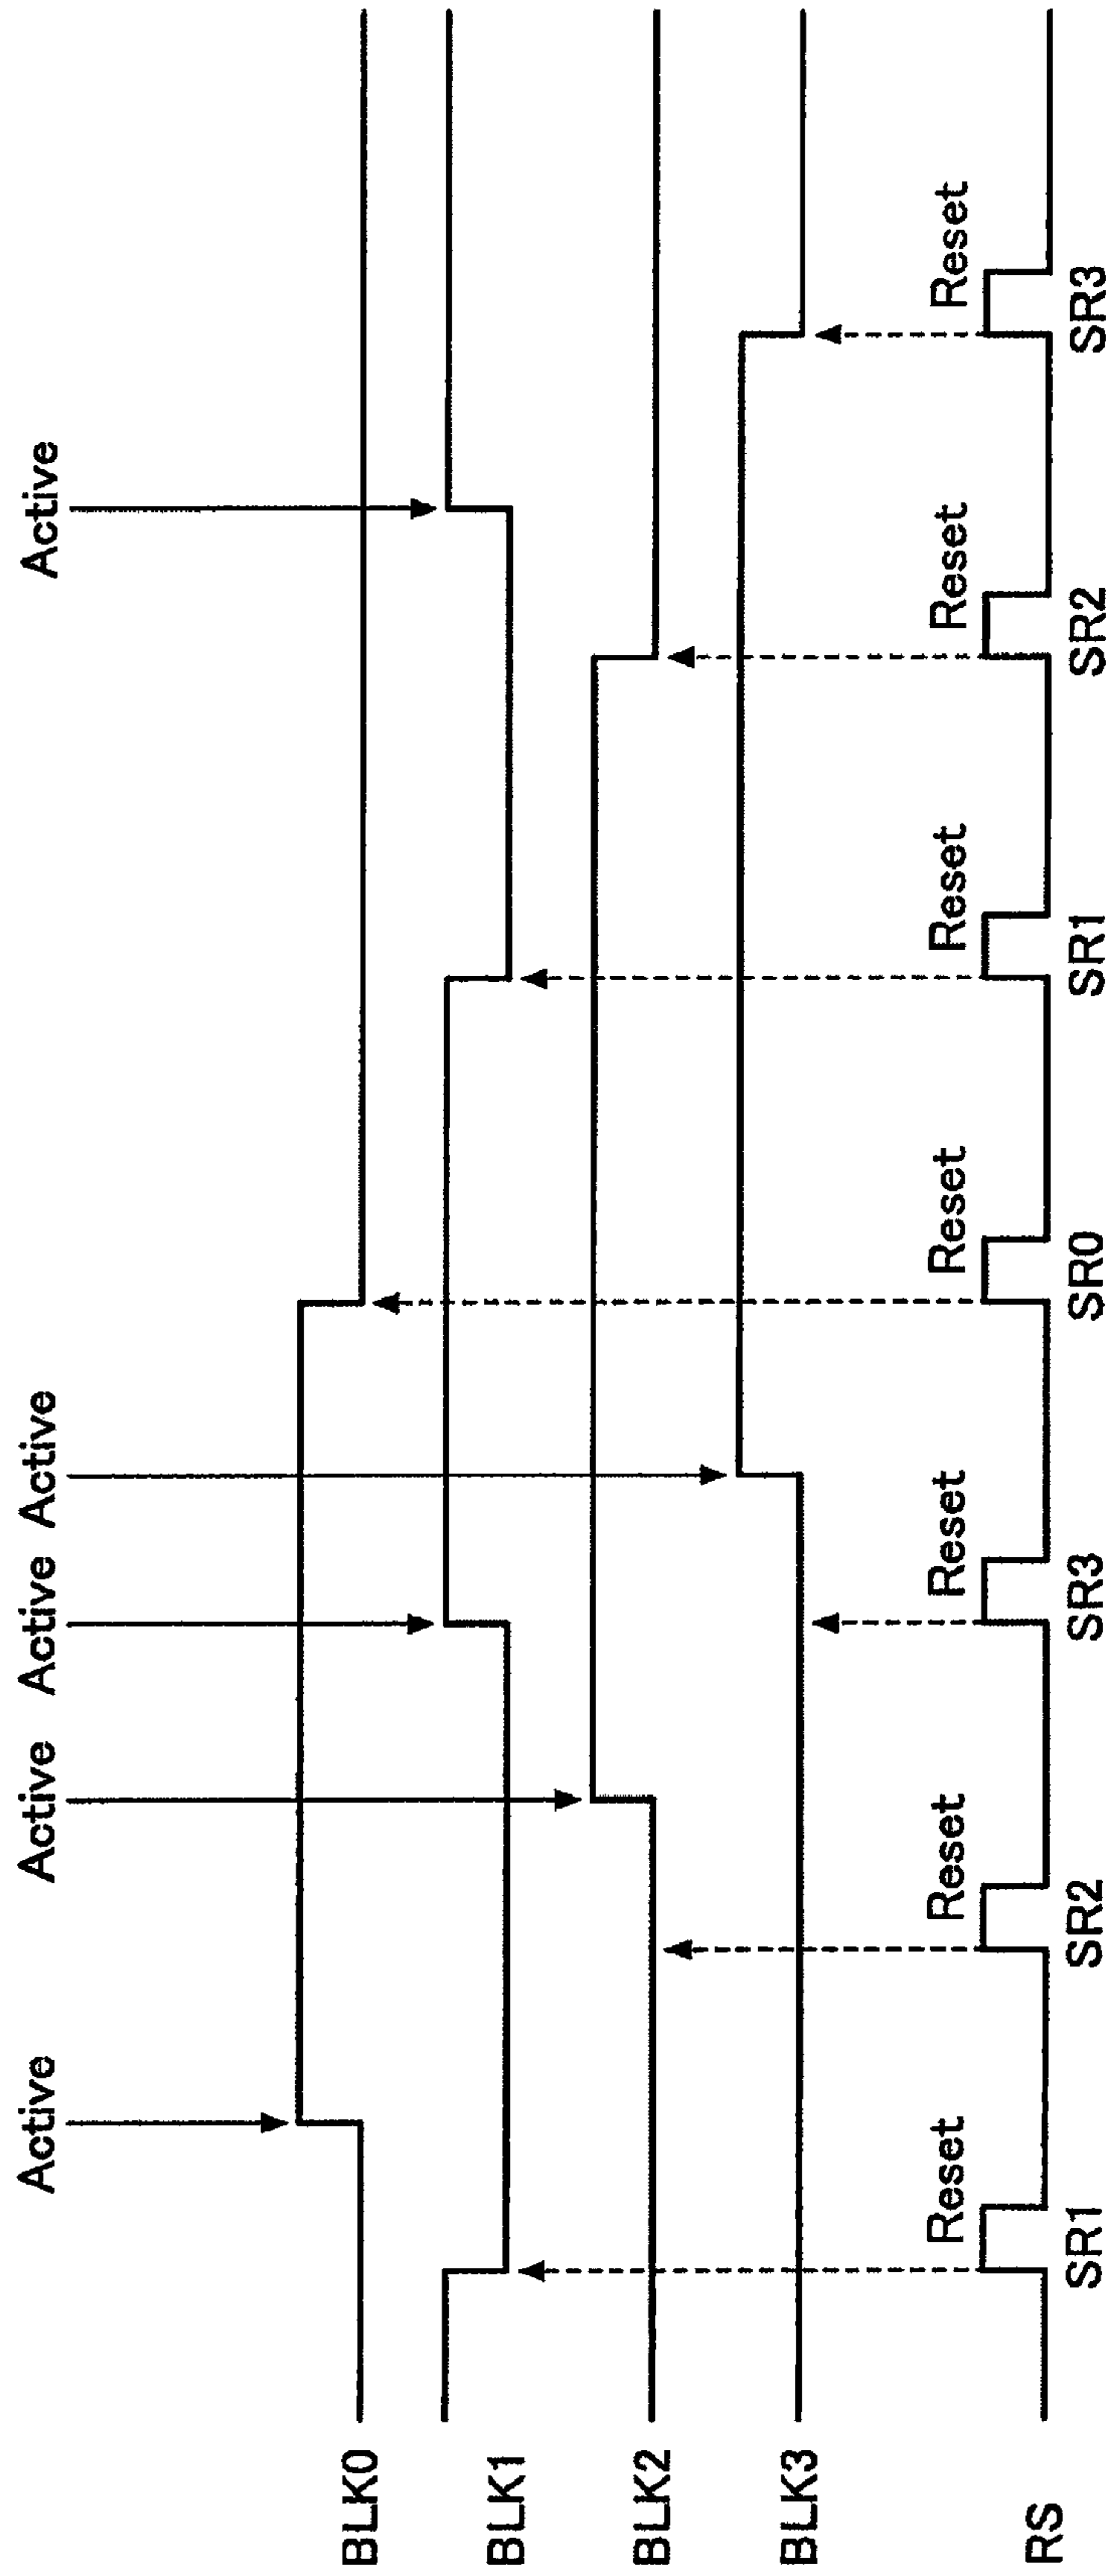 Active Active Active Active Active
BLK0
BLK1
BLK2
BLK3
Reset Reset Reset Reset Reset Reset Reset
RS
SR1 SR2 SR3 SR0 SR1 SR2 SR3